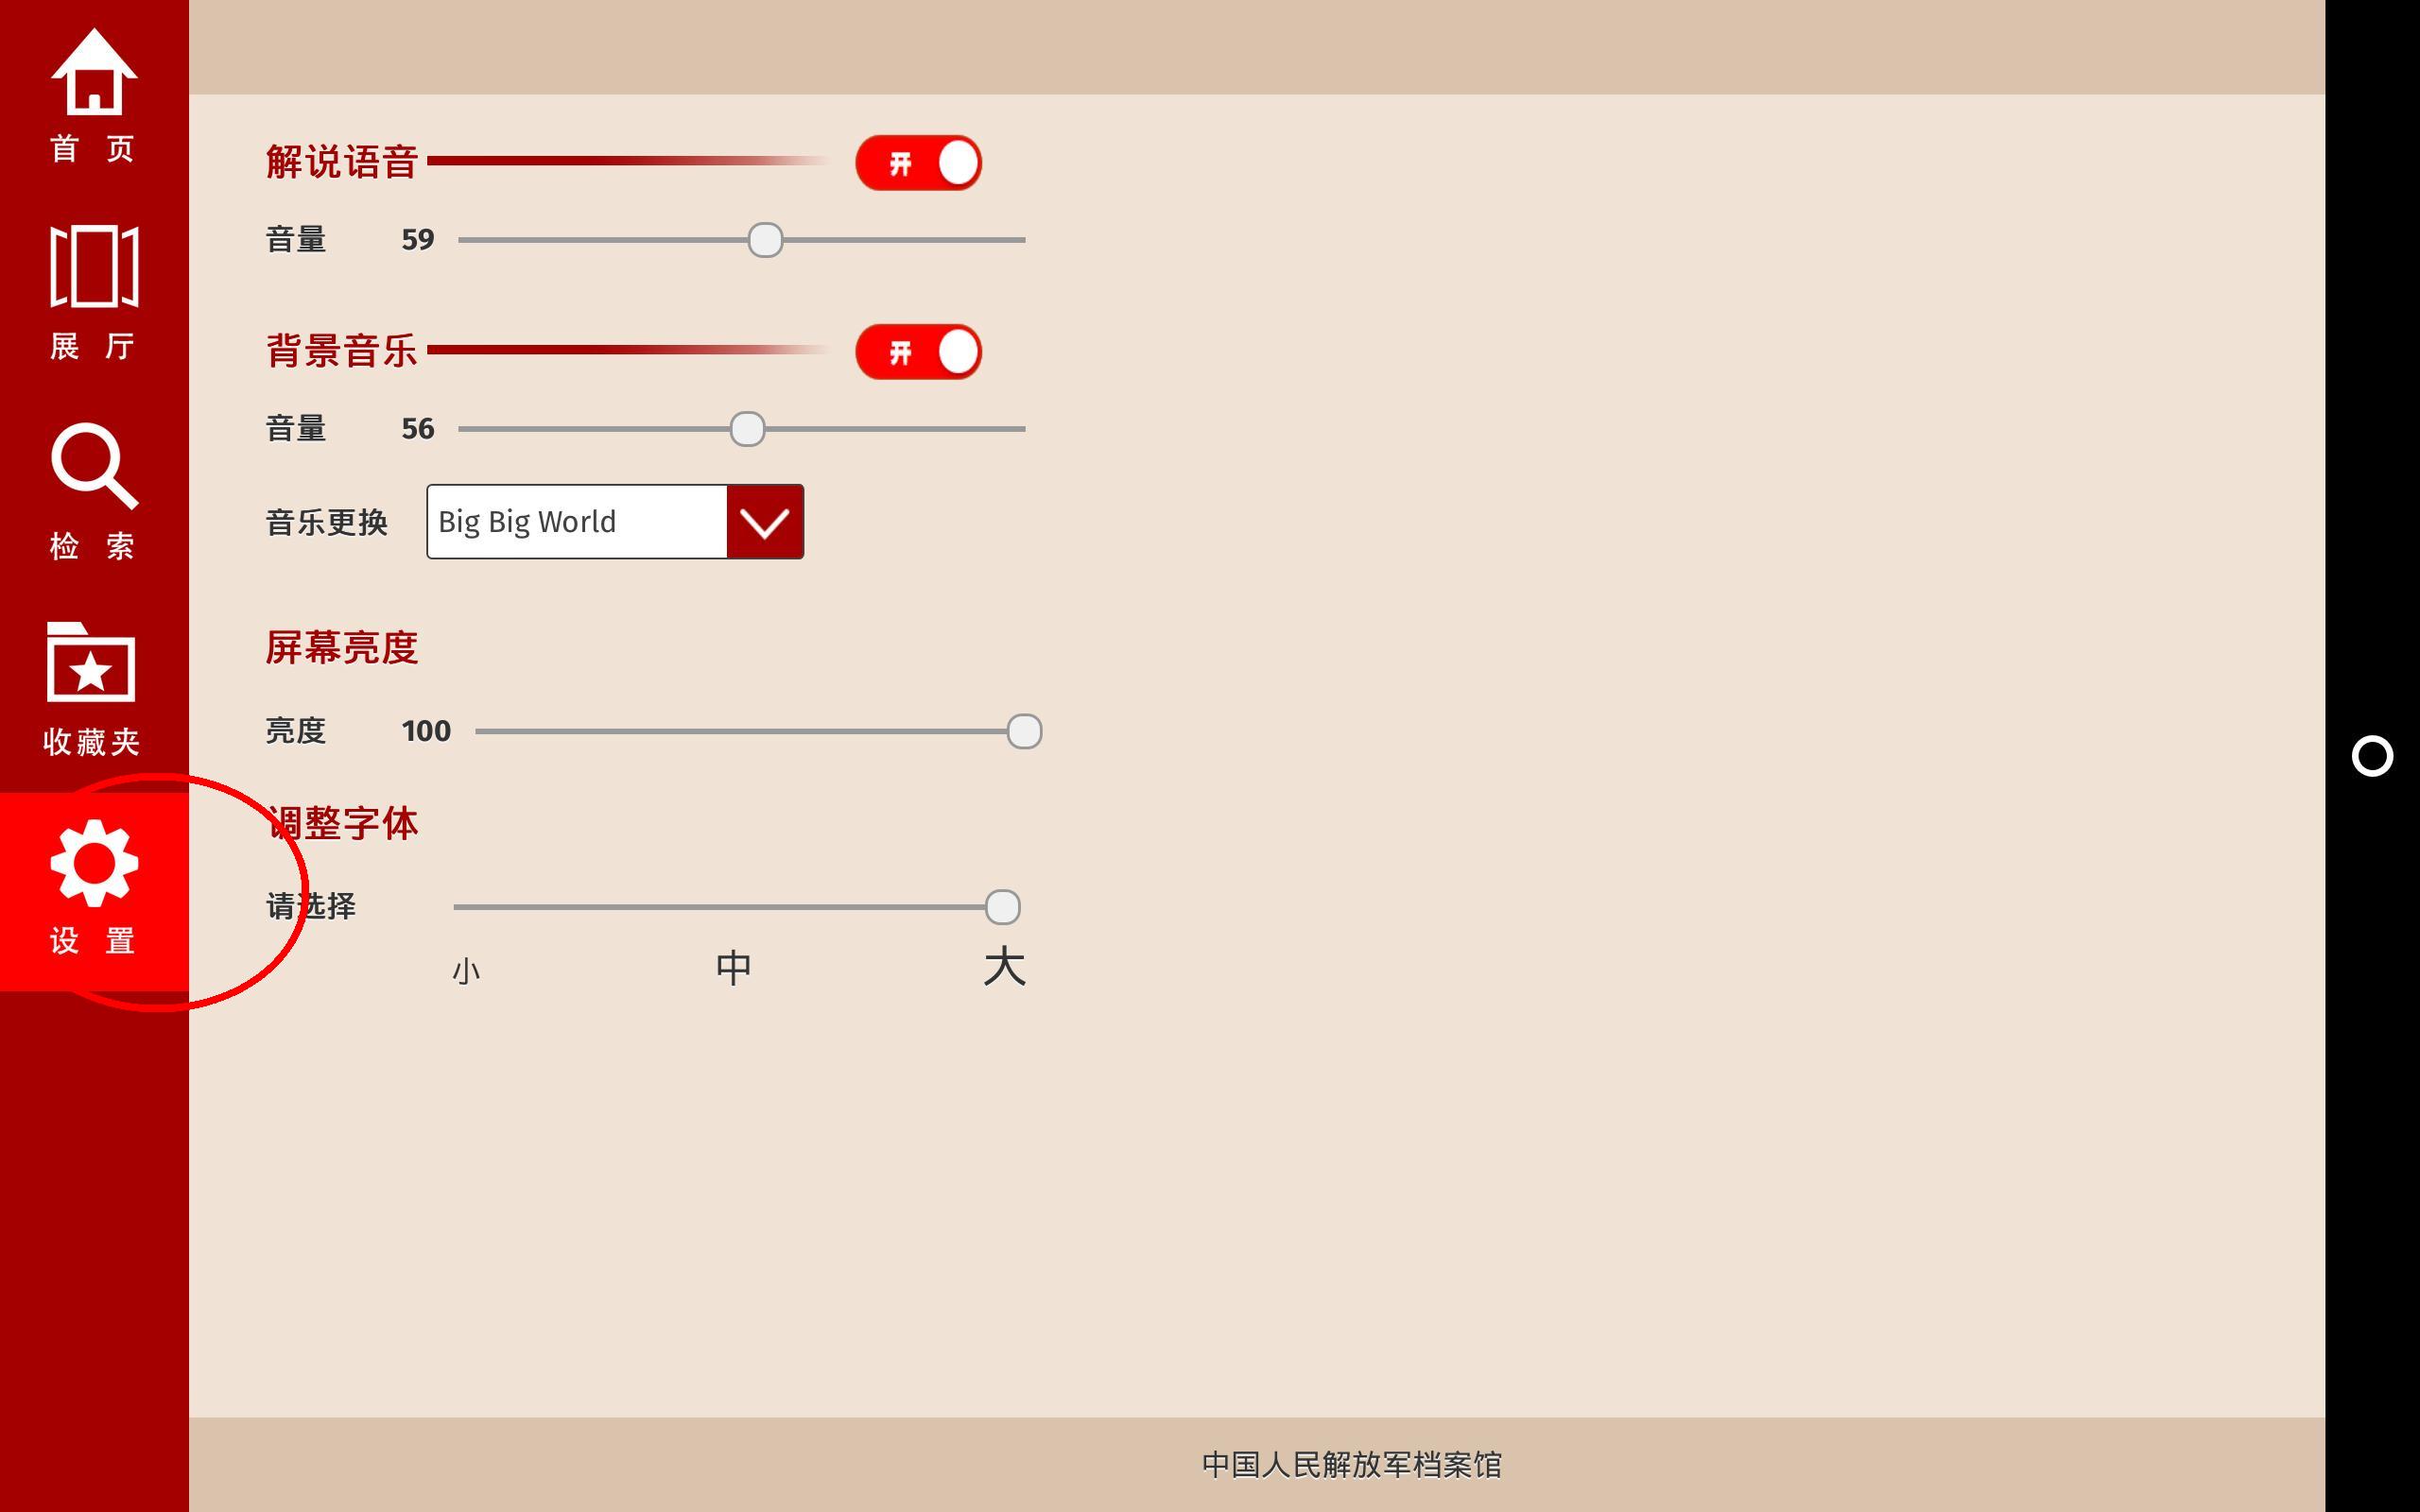 首 页
展 厅
检 索
收藏夹
设 置
解说语音 开
音量 59
背景音乐 开
音量 56
音乐更换 Big Big World
屏幕亮度
亮度 100
调整字体
请选择
小 中 大
中国人民解放军档案馆